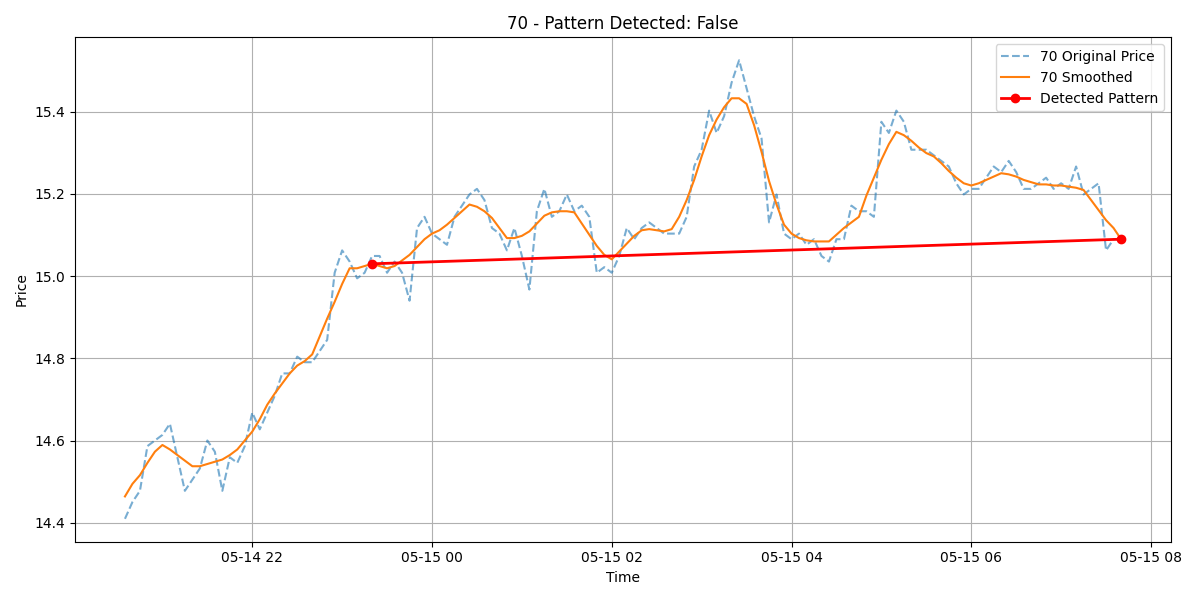 70 - Pattern Detected: False
70 Original Price
70 Smoothed
Detected Pattern
Price
15.4
15.2
15.0
14.8
14.6
14.4
05-14 22
05-15 00
05-15 02
05-15 04
05-15 06
05-15 08
Time